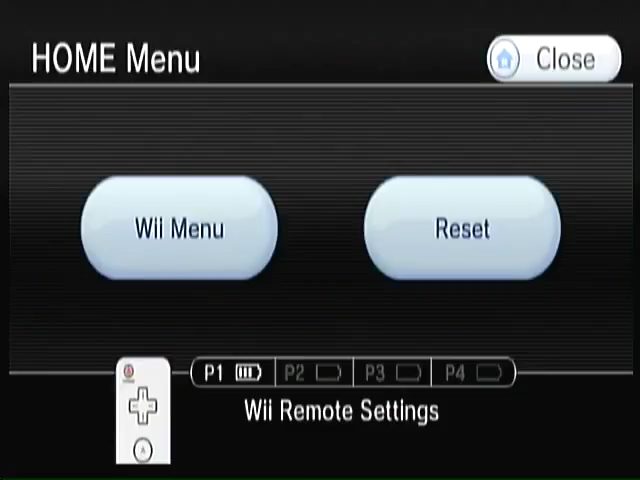 HOME Menu
Close
Wii Menu
Reset
P1 P2 P3 P4
Wii Remote Settings
A